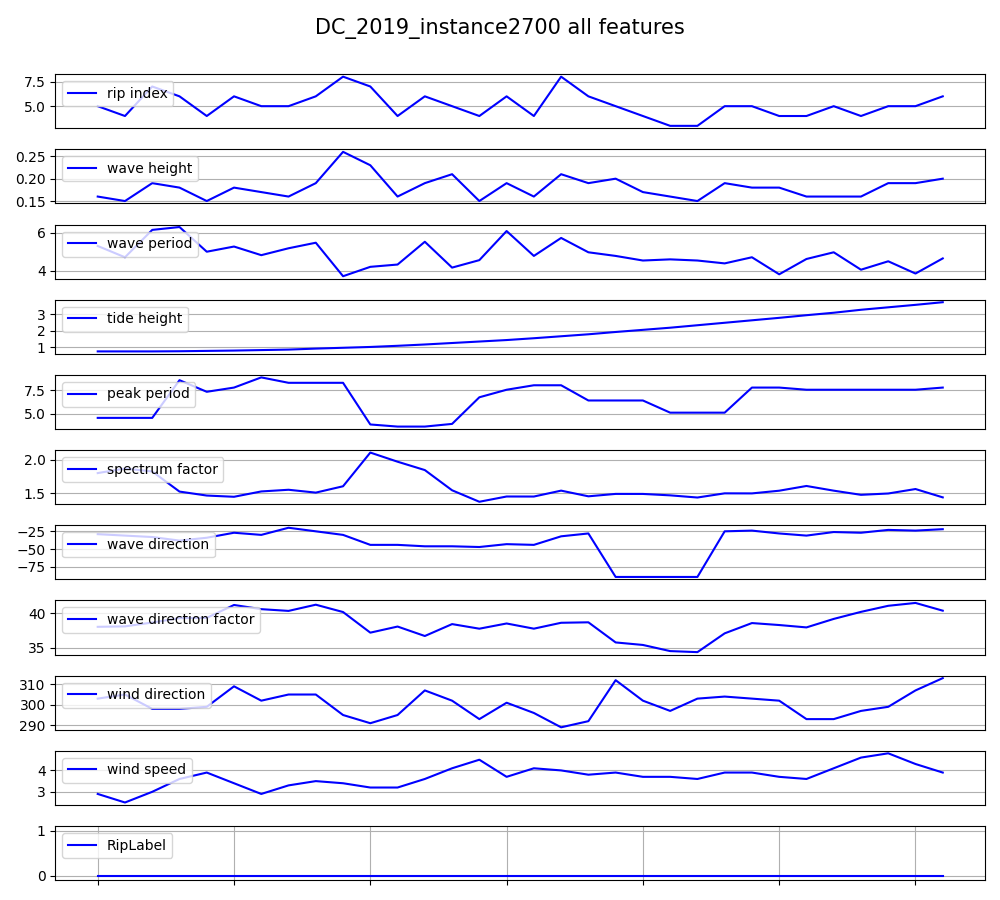 DC_2019_instance2700 all features
7.5
5.0
rip index
0.25
0.20
0.15
wave height
6
4
wave period
3
2
1
tide height
7.5
5.0
peak period
2.0
1.5
spectrum factor
−25
−50
−75
wave direction
40
35
wave direction factor
310
300
290
wind direction
4
3
wind speed
1
0
RipLabel